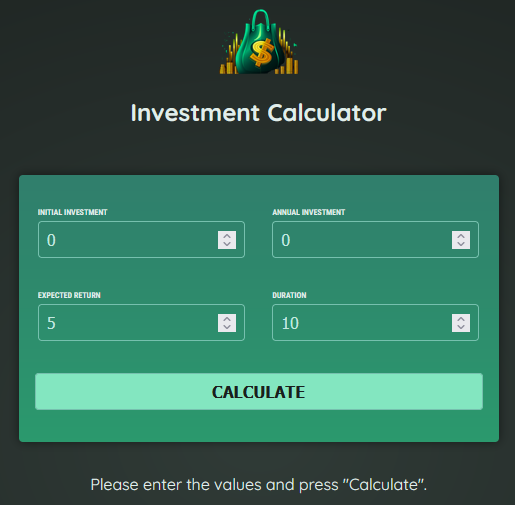 $
Investment Calculator
INITIAL INVESTMENT
ANNUAL INVESTMENT
0
0
EXPECTED RETURN
DURATION
5
10
CALCULATE
Please enter the values and press "Calculate".